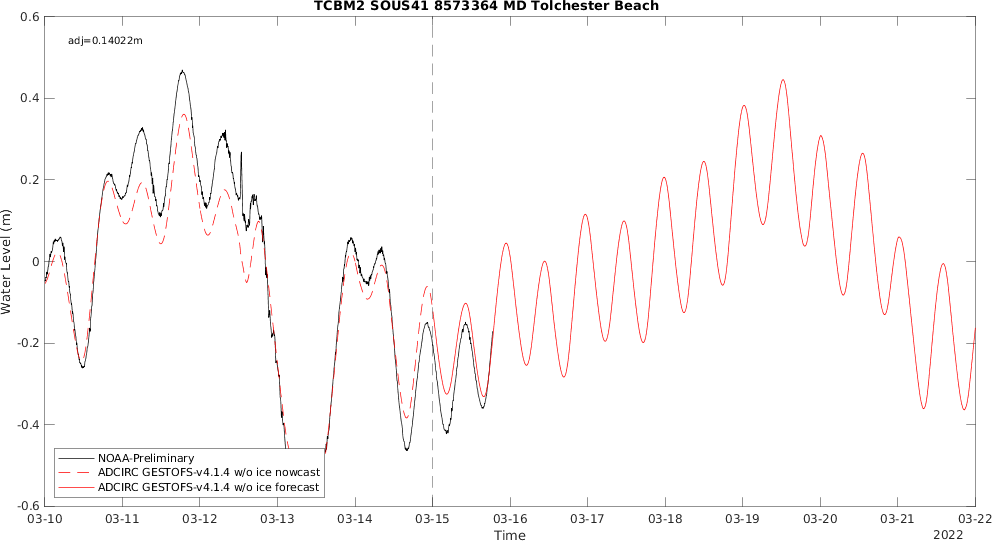 TCBM2 SOUS41 8573364 MD Tolchester Beach
adj=0.14022m
0.6
0.4
0.2
0
-0.2
-0.4
-0.6
Water Level (m)
NOAA-Preliminary
ADCIRC GESTOFS-v4.1.4 w/o ice nowcast
ADCIRC GESTOFS-v4.1.4 w/o ice forecast
03-10 03-11 03-12 03-13 03-14 03-15 03-16 03-17 03-18 03-19 03-20 03-21 03-22
Time
2022